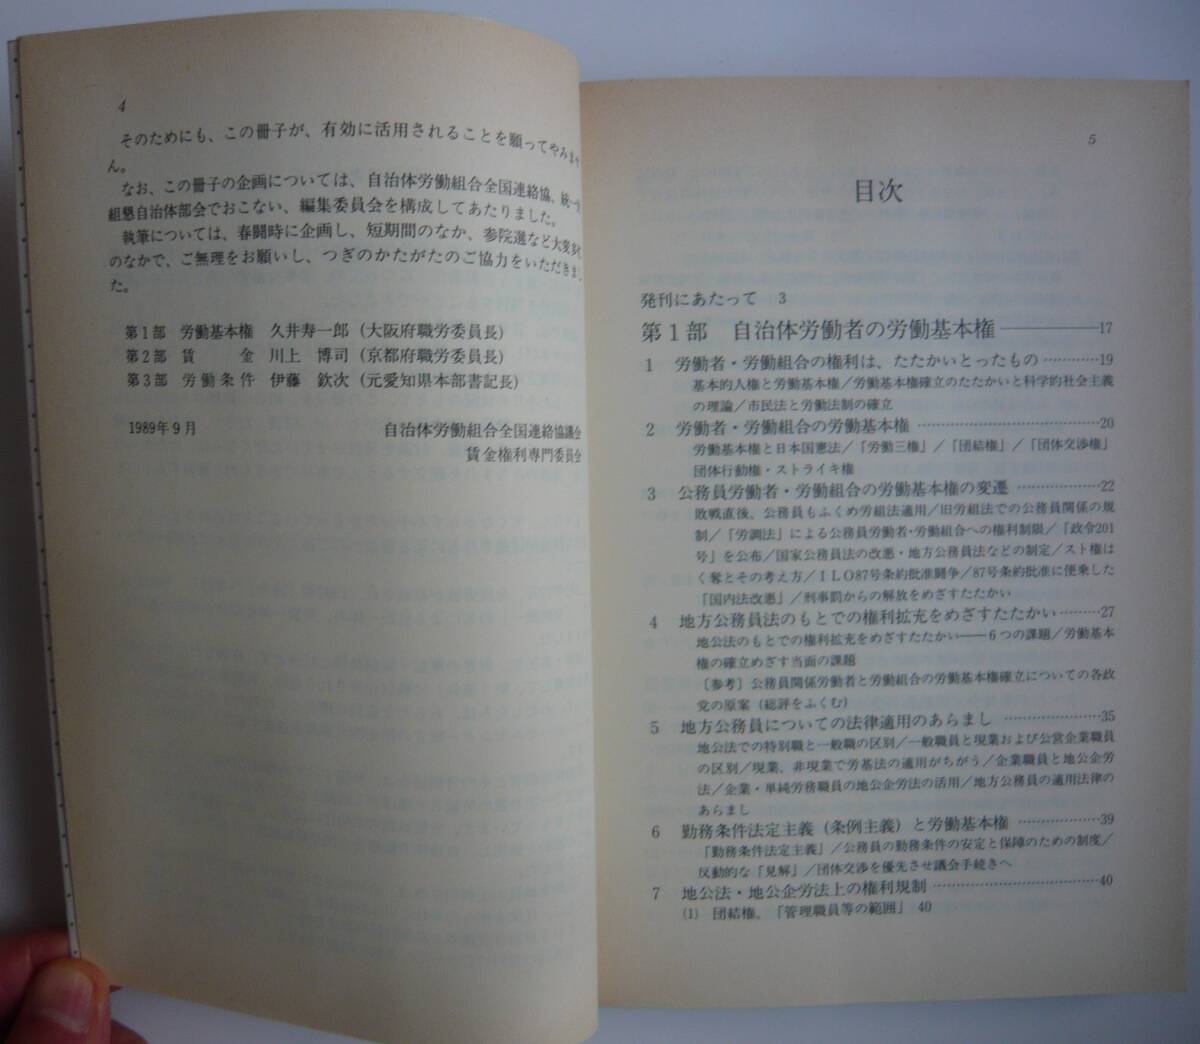 4
そのためにも、この冊子が、有効に活用されることを願ってやみませ
ん。
なお、この冊子の企画については、自治体労働組合全国連絡協、統一労
組懇自治体部会でおこない、編集委員会を構成してあたりました。
執筆については、春闘時に企画し、短期間のなか、参院選など大変多忙
のなかで、ご無理をお願いし、つぎのかたがたのご協力をいただきまし
た。
第1部 労働基本権 久井寿一郎(大阪府職労委員長)
第2部 賃 金 川上 博司(京都府職労委員長)
第3部 労働条件 伊藤 欽次(元愛知県本部書記長)
1989年9月 自治体労働組合全国連絡協議会
賃金権利専門委員会
5
目次
発刊にあたって 3
第1部 自治体労働者の労働基本権――――17
1 労働者・労働組合の権利は、たたかいとったもの…………19
基本的人権と労働基本権/労働基本権確立のたたかいと科学的社会主義
の理論/市民法と労働法制の確立
2 労働者・労働組合の労働基本権……………………………20
労働基本権と日本国憲法/「労働三権」/「団結権」/「団体交渉権」
団体行動権・ストライキ権
3 公務員労働者・労働組合の労働基本権の変遷………………22
敗戦直後、公務員もふくめ労組法適用/旧労組法での公務員関係の規
制/「労調法」による公務員労働者・労働組合への権利制限/「政令201
号」を公布/国家公務員法の改悪・地方公務員法などの制定/スト権は
く奪とその考え方/ILO87号条約批准闘争/87号条約批准に便乗した
「国内法改悪」/刑事罰からの解放をめざすたたかい
4 地方公務員法のもとでの権利拡充をめざすたたかい………27
地公法のもとでの権利拡充をめざすたたかい――6つの課題/労働基本
権の確立めざす当面の課題
〔参考〕公務員関係労働者と労働組合の労働基本権確立についての各政
党の原案(総評をふくむ)
5 地方公務員についての法律適用のあらまし…………………35
地公法での特別職と一般職の区別/一般職員と現業および公営企業職員
の区別/現業、非現業で労基法の適用がちがう/企業職員と地公企労
法/企業・単純労務職員の地公企労法の活用/地方公務員の適用法律の
あらまし
6 勤務条件法定主義(条例主義)と労働基本権………………39
「勤務条件法定主義」/公務員の勤務条件の安定と保障のための制度/
反動的な「見解」/団体交渉を優先させ議会手続きへ
7 地公法・地公企労法上の権利規制……………………………40
(1) 団結権、「管理職員等の範囲」 40